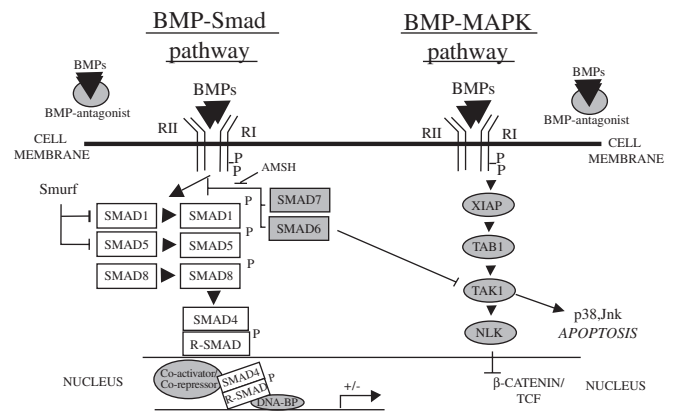 BMP-Smad
pathway
BMP-MAPK
pathway
BMPs
BMP-antagonist
BMPs
BMPs
BMPs
BMP-antagonist
RII
RI
RII
RI
CELL
MEMBRANE
CELL
MEMBRANE
P
P
AMSH
P
P
Smurf
SMAD1
SMAD1
P
SMAD7
XIAP
SMAD5
SMAD5
P
SMAD6
TAB1
SMAD8
SMAD8
P
TAK1
SMAD4
R-SMAD
P
p38,Jnk
APOPTOSIS
NLK
NUCLEUS
Co-activator/
Co-repressor
SMAD4
R-SMAD
P
DNA-BP
+/-
β-CATENIN/
TCF
NUCLEUS